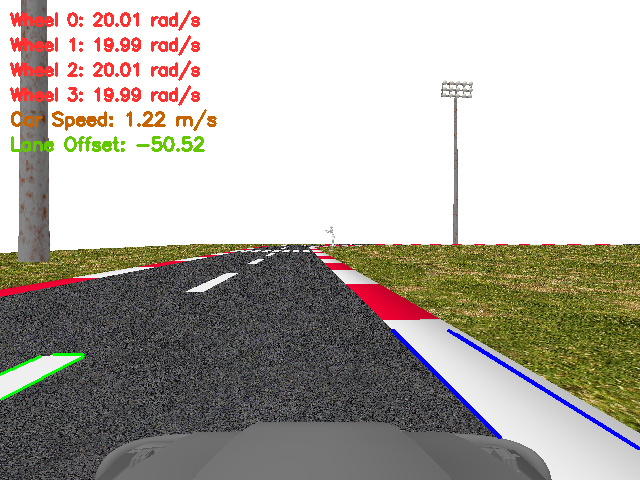 Wheel 0: 20.01 rad/s
Wheel 1: 19.99 rad/s
Wheel 2: 20.01 rad/s
Wheel 3: 19.99 rad/s
Car Speed: 1.22 m/s
Lane Offset: -50.52